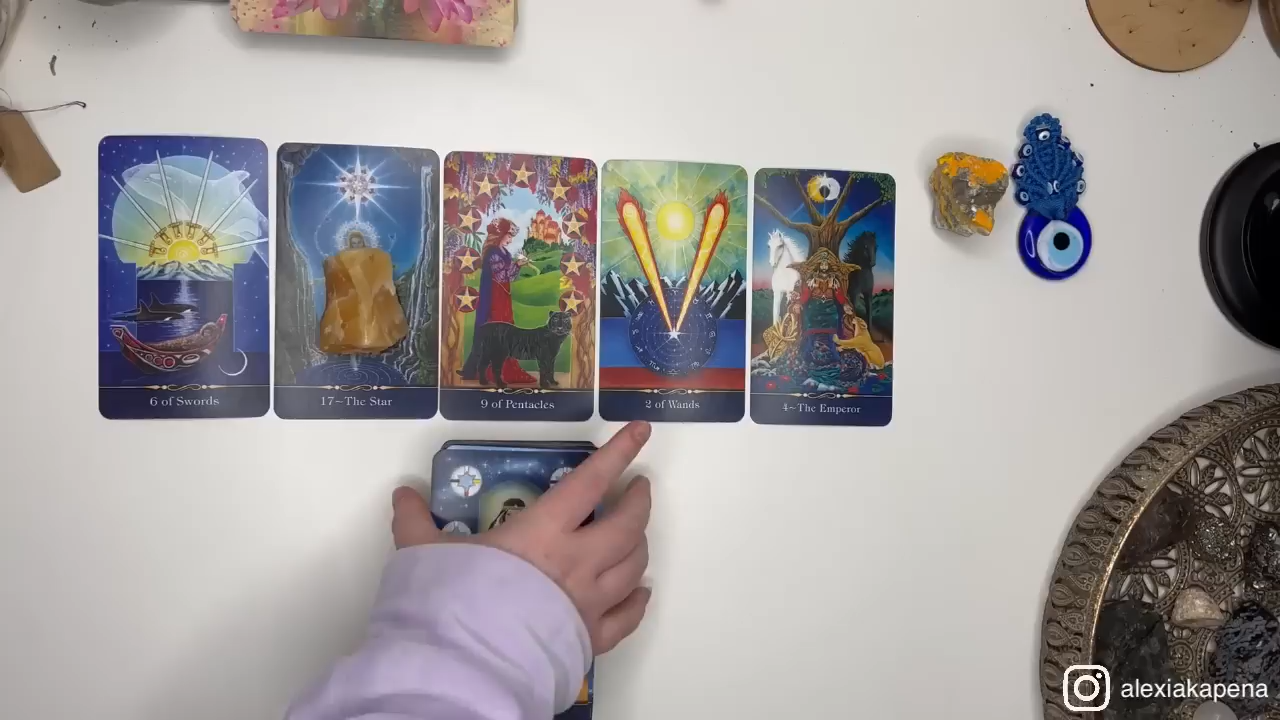 6 of Swords
17~The Star
9 of Pentacles
2 of Wands
4~The Emperor
alexiakapena